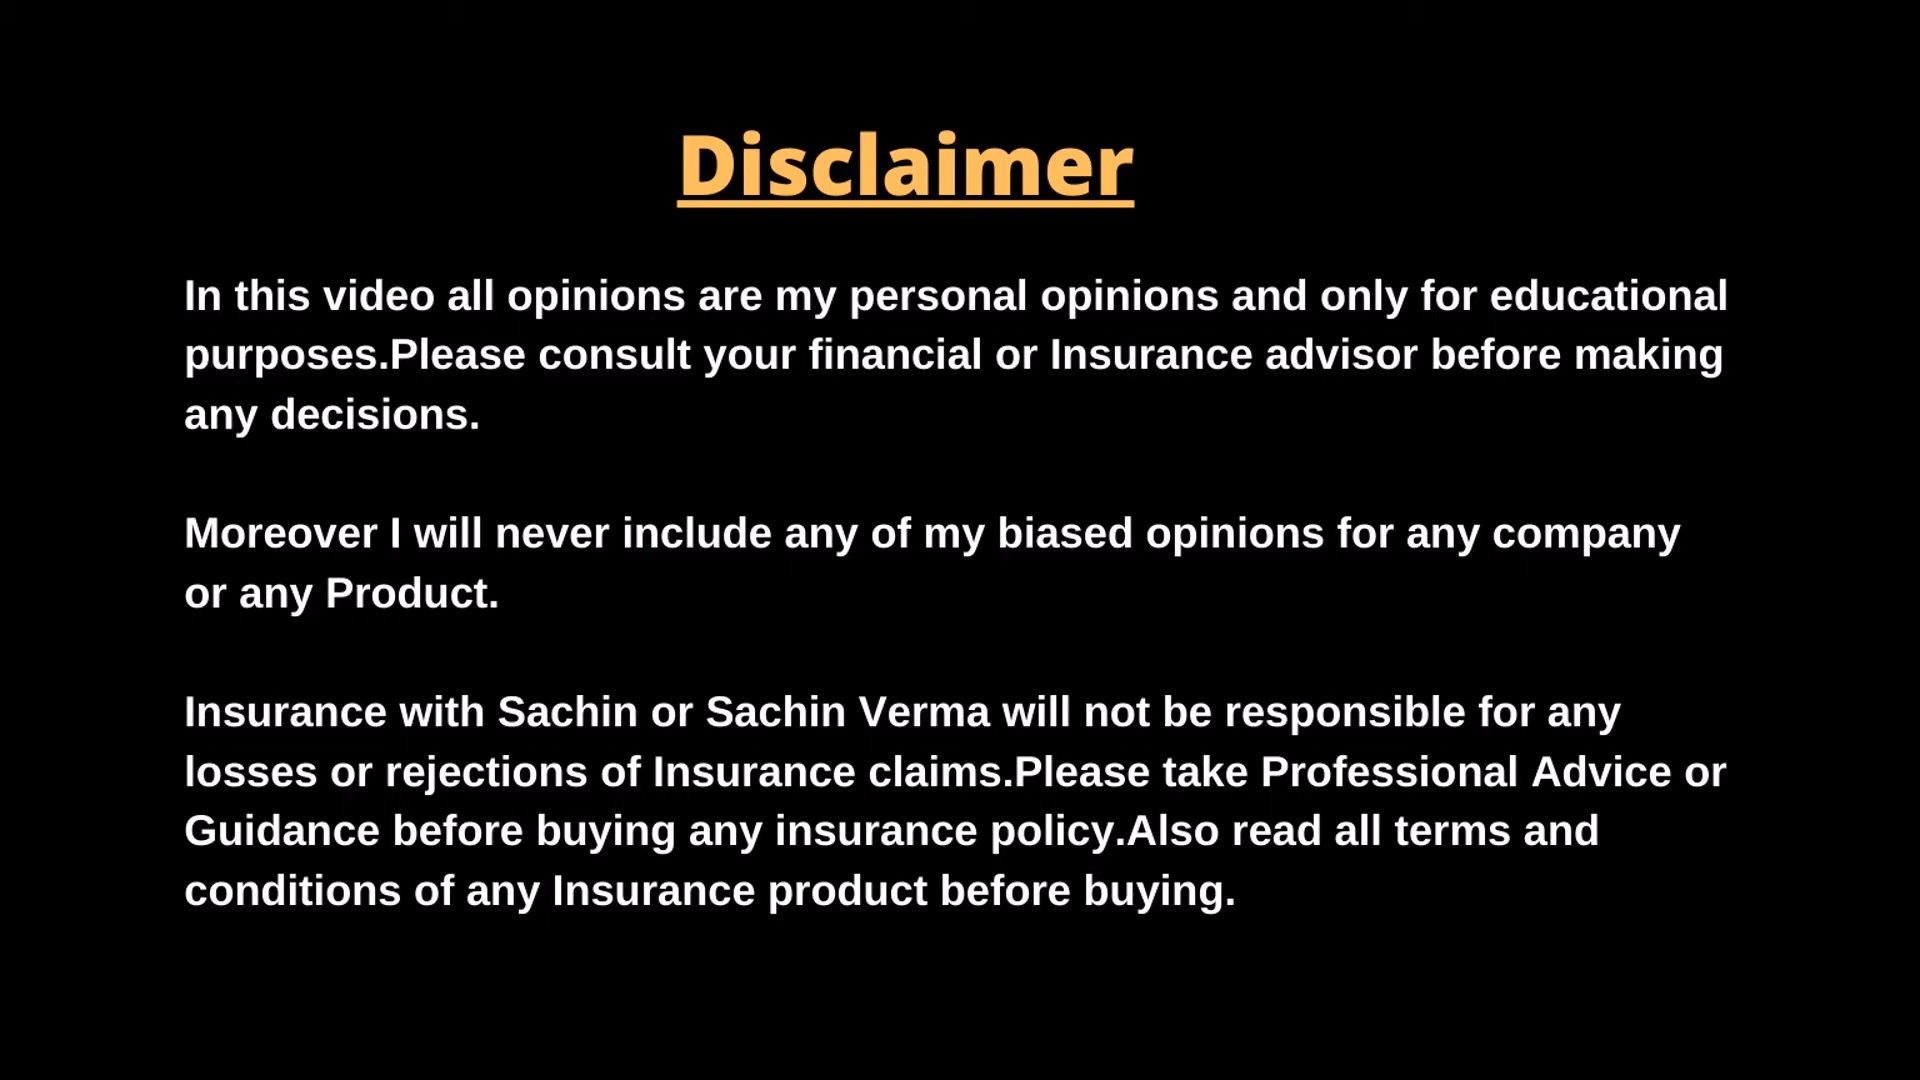 Disclaimer
In this video all opinions are my personal opinions and only for educational
purposes.Please consult your financial or Insurance advisor before making
any decisions.
Moreover I will never include any of my biased opinions for any company
or any Product.
Insurance with Sachin or Sachin Verma will not be responsible for any
losses or rejections of Insurance claims.Please take Professional Advice or
Guidance before buying any insurance policy.Also read all terms and
conditions of any Insurance product before buying.